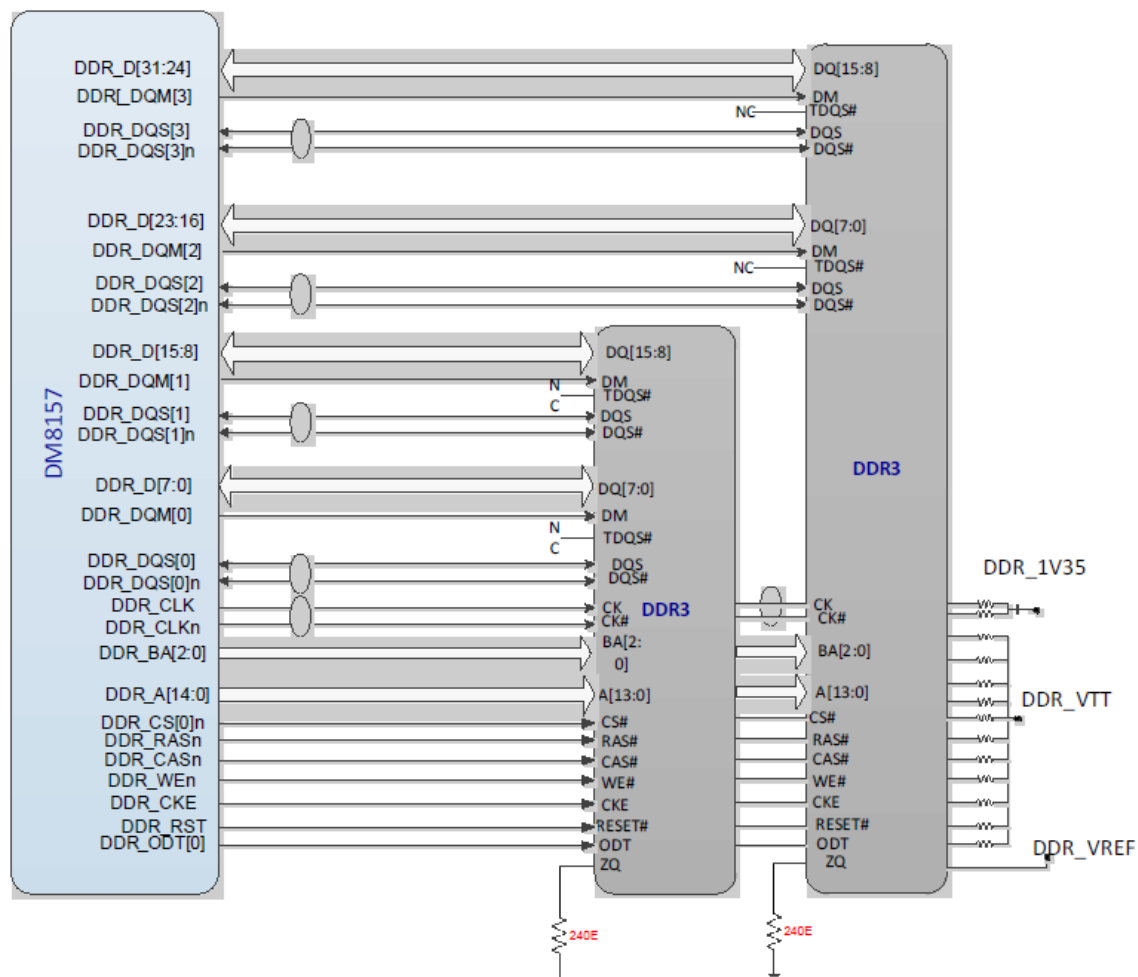 DDR_D[31:24]
DDR[_DQM[3]
DDR_DQS[3]
DDR_DQS[3]n
DDR_D[23:16]
DDR_DQM[2]
DDR_DQS[2]
DDR_DQS[2]n
DDR_D[15:8]
DDR_DQM[1]
DDR_DQS[1]
DDR_DQS[1]n
DDR_D[7:0]
DDR_DQM[0]
DDR_DQS[0]
DDR_DQS[0]n
DDR_CLK
DDR_CLKn
DDR_BA[2:0]
DDR_A[14:0]
DDR_CS[0]n
DDR_RASn
DDR_CASn
DDR_WEn
DDR_CKE
DDR_RST
DDR_ODT[0]
DM8157
DQ[15:8]
N
C
DM
TDQS#
DQS
DQS#
DQ[7:0]
DM
N
C
TDQS#
DQS
DQS#
CK
CK#
DDR3
BA[2:
0]
A[13:0]
CS#
RAS#
CAS#
WE#
CKE
RESET#
ODT
ZQ
240E
DQ[15:8]
DM
NC
TDQS#
DQS
DQS#
DQ[7:0]
DM
NC
TDQS#
DQS
DQS#
DDR3
CK
CK#
BA[2:0]
A[13:0]
CS#
RAS#
CAS#
WE#
CKE
RESET#
ODT
ZQ
240E
DDR_1V35
DDR_VTT
DDR_VREF